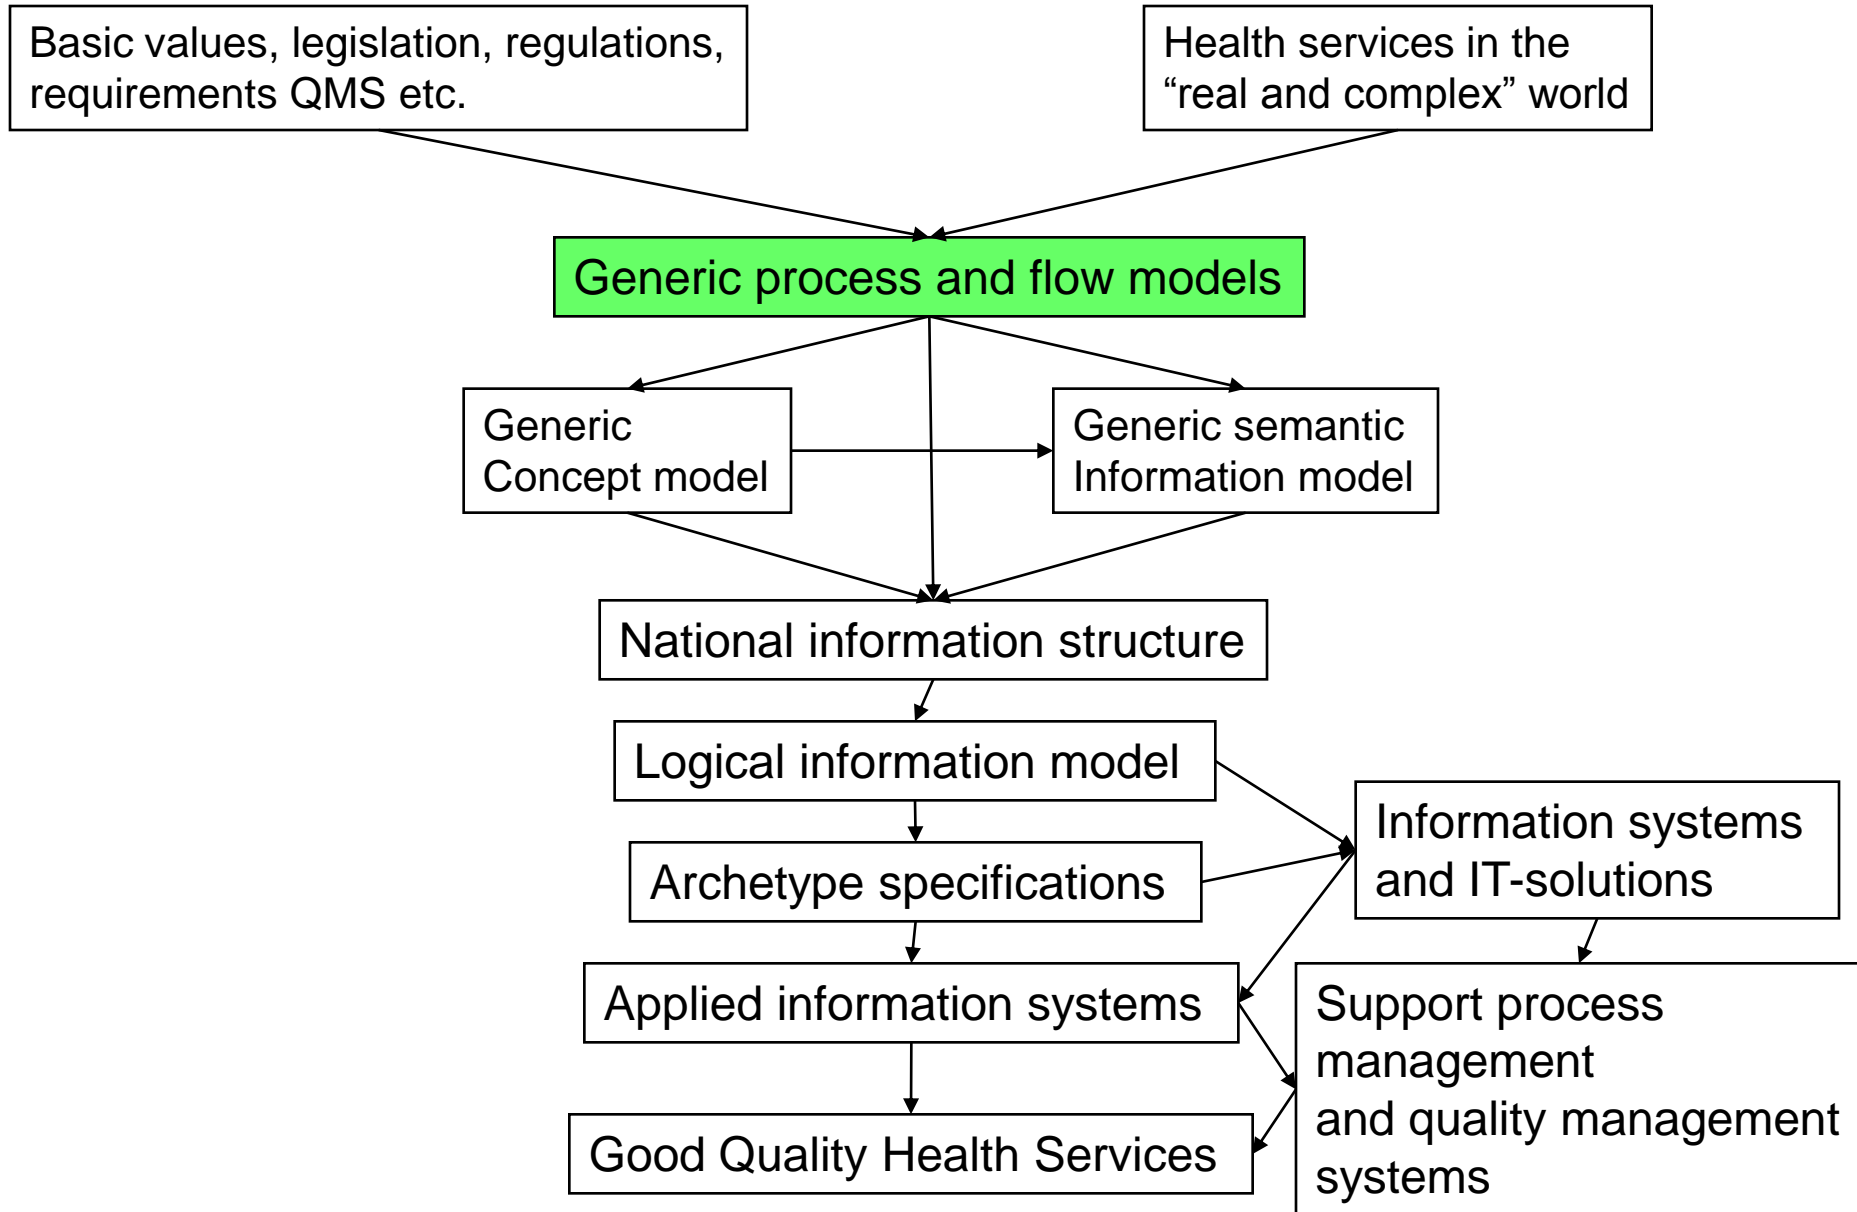 Basic values, legislation, regulations,
requirements QMS etc.
Health services in the
“real and complex” world
Generic process and flow models
Generic
Concept model
Generic semantic
Information model
National information structure
Logical information model
Information systems
and IT-solutions
Archetype specifications
Applied information systems
Support process
management
and quality management
systems
Good Quality Health Services